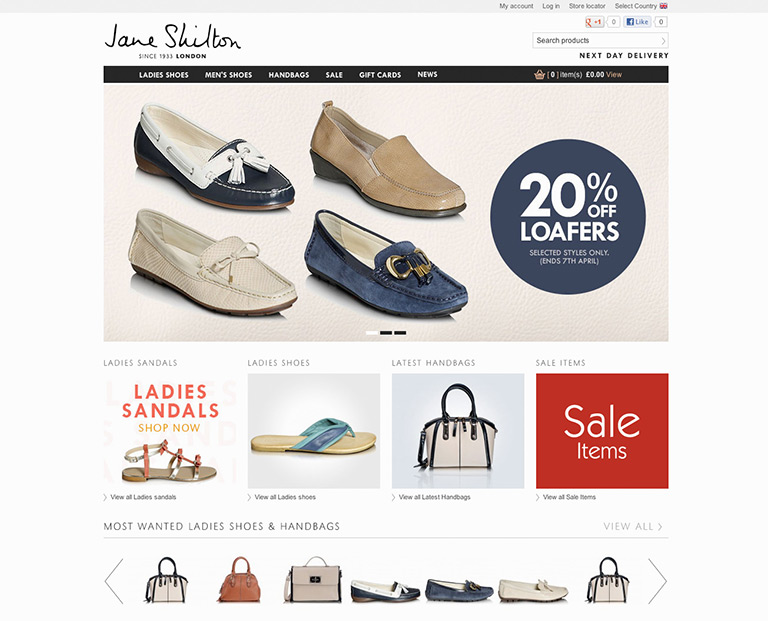 My account Log in Store locator Select Country
+1 0 Like 0
Jane Shilton
SINCE 1933 LONDON
Search products
NEXT DAY DELIVERY
LADIES SHOES MEN'S SHOES HANDBAGS SALE GIFT CARDS NEWS
[ 0 ] item(s) £0.00 View
20% OFF
LOAFERS
SELECTED STYLES ONLY.
(ENDS 7TH APRIL)
LADIES SANDALS LADIES SHOES LATEST HANDBAGS SALE ITEMS
LADIES
SANDALS
SHOP NOW
Sale
Items
View all Ladies sandals View all Ladies shoes View all Latest Handbags View all Sale Items
MOST WANTED LADIES SHOES & HANDBAGS VIEW ALL